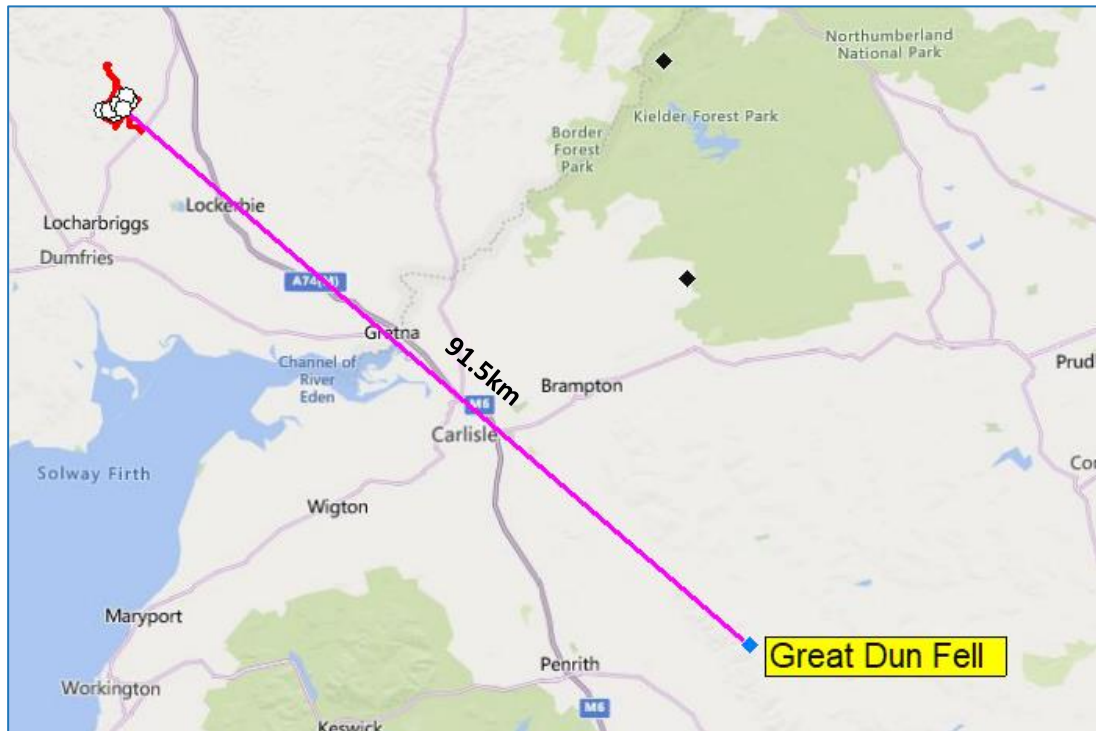 Northumberland
National Park
Kielder Forest Park
Border
Forest
Park
Lockerbie
Locharbriggs
Dumfries
A74(M)
Gretna
91.5km
Channel of
River
Eden
Brampton
Prud
M6
Carlisle
Solway Firth
Cor
Wigton
Maryport
Great Dun Fell
Penrith
Workington
M6
Keswick